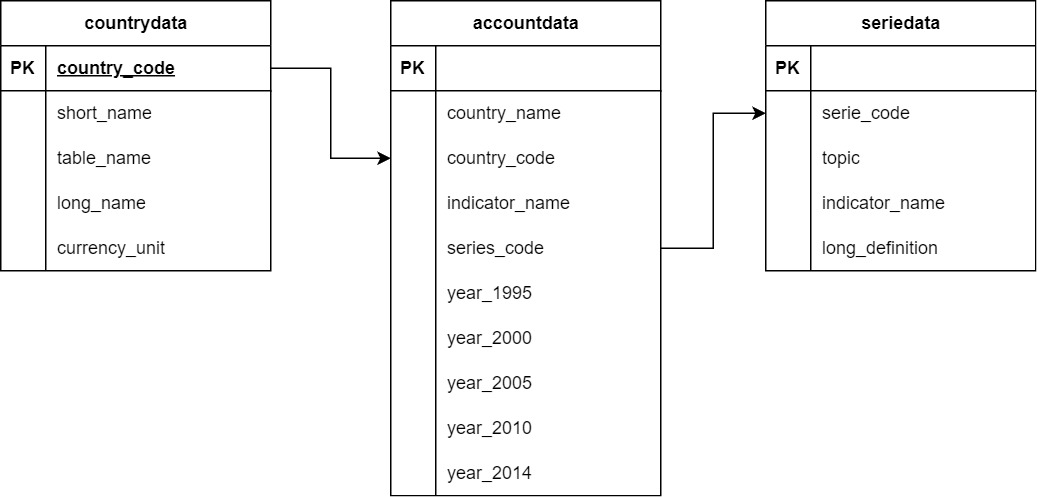 countrydata
PK country_code
short_name
table_name
long_name
currency_unit
accountdata
PK
country_name
country_code
indicator_name
series_code
year_1995
year_2000
year_2005
year_2010
year_2014
seriedata
PK
serie_code
topic
indicator_name
long_definition